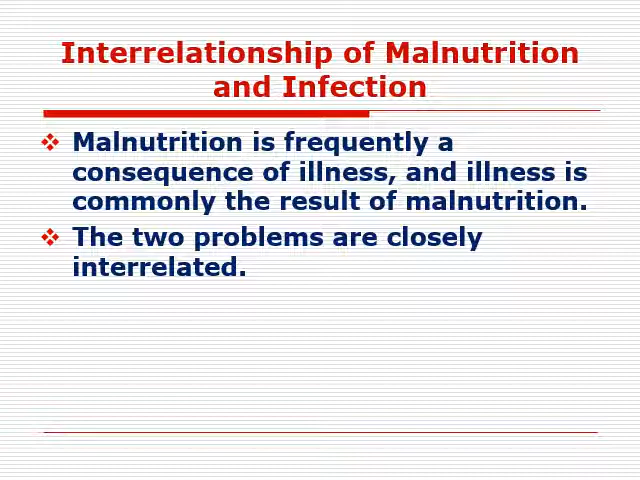 Interrelationship of Malnutrition
and Infection
Malnutrition is frequently a
consequence of illness, and illness is
commonly the result of malnutrition.
The two problems are closely
interrelated.